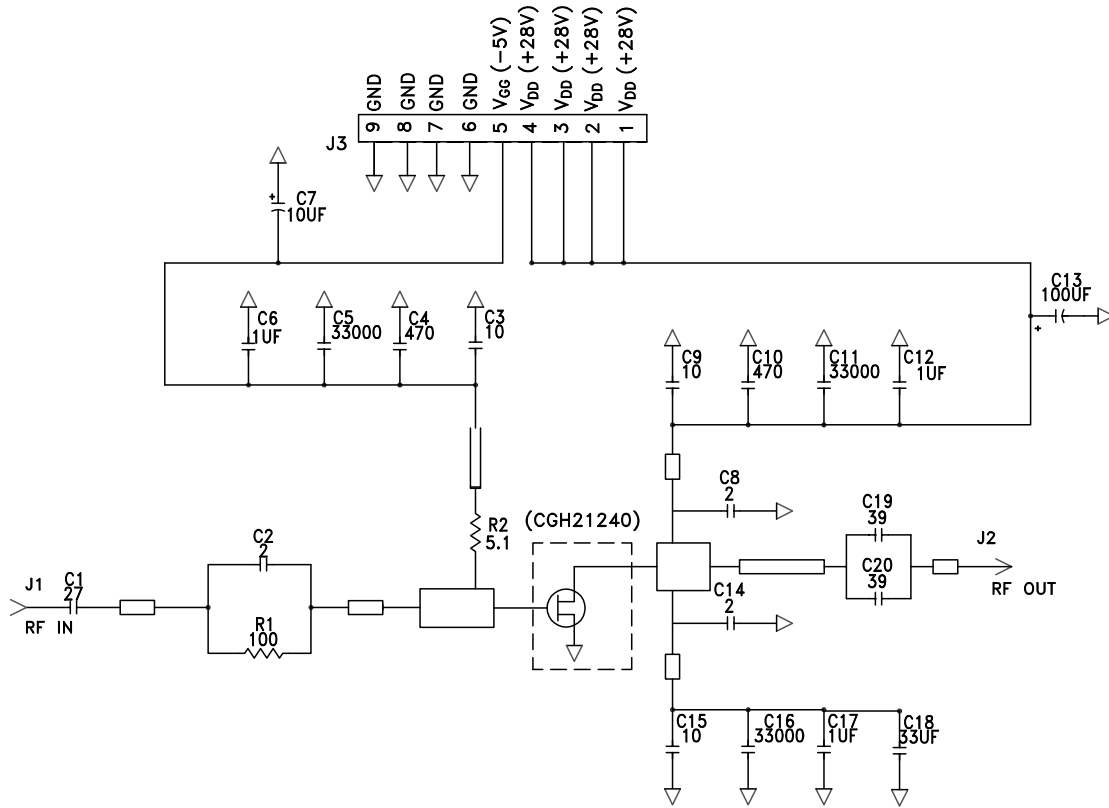 GND
GND
GND
GND
VGG (-5V)
VDD (+28V)
VDD (+28V)
VDD (+28V)
VDD (+28V)
9
8
7
6
5
4
3
2
1
J3
C7
10UF
C6
1UF
C5
33000
C4
470
C3
10
C13
100UF
C9
10
C10
470
C11
33000
C12
1UF
C8
2
R2
5.1
(CGH21240)
C19
39
C20
39
J2
RF OUT
C2
2
J1
C1
27
RF IN
R1
100
C14
2
C15
10
C16
33000
C17
1UF
C18
33UF